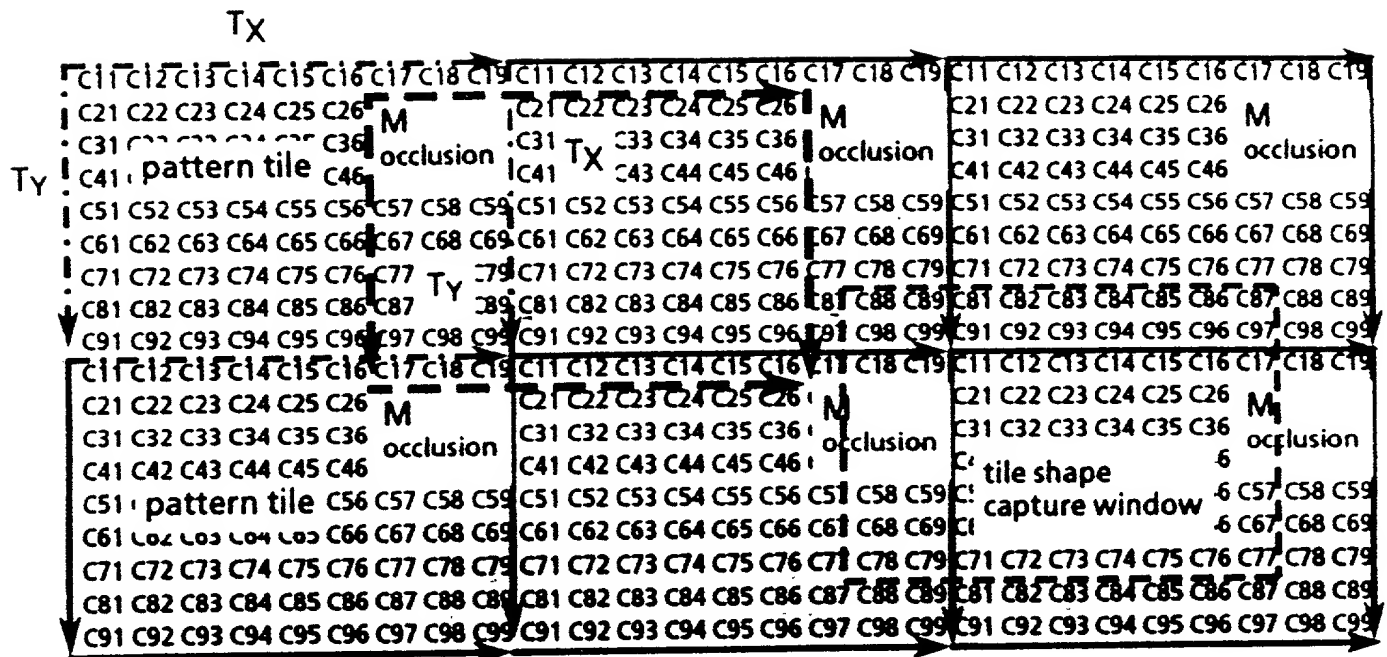 TX
C11 C12 C13 C14 C15 C16 C17 C18 C19 C11 C12 C13 C14 C15 C16 C17 C18 C19 C11 C12 C13 C14 C15 C16 C17 C18 C19
C21 C22 C23 C24 C25 C26 M C21 C22 C23 C24 C25 C26 M C21 C22 C23 C24 C25 C26 M
C31 C36 occlusion C31 TX C33 C34 C35 C36 occlusion C31 C32 C33 C34 C35 C36 occlusion
TY C41 pattern tile C46 C41 C43 C44 C45 C46 C41 C42 C43 C44 C45 C46
C51 C52 C53 C54 C55 C56 C57 C58 C59 C51 C52 C53 C54 C55 C56 C57 C58 C59 C51 C52 C53 C54 C55 C56 C57 C58 C59
C61 C62 C63 C64 C65 C66 C67 C68 C69 C61 C62 C63 C64 C65 C66 C67 C68 C69 C61 C62 C63 C64 C65 C66 C67 C68 C69
C71 C72 C73 C74 C75 C76 C77 TY C79 C71 C72 C73 C74 C75 C76 C77 C78 C79 C71 C72 C73 C74 C75 C76 C77 C78 C79
C81 C82 C83 C84 C85 C86 C87 C89 C81 C82 C83 C84 C85 C86 C87 C88 C89 C81 C82 C83 C84 C85 C86 C87 C88 C89
C91 C92 C93 C94 C95 C96 C97 C98 C99 C91 C92 C93 C94 C95 C96 C97 C98 C99 C91 C92 C93 C94 C95 C96 C97 C98 C99
C11 C12 C13 C14 C15 C16 C17 C18 C19 C11 C12 C13 C14 C15 C16 C17 C18 C19 C11 C12 C13 C14 C15 C16 C17 C18 C19
C21 C22 C23 C24 C25 C26 M C21 C22 C23 C24 C25 C26 M C21 C22 C23 C24 C25 C26 M
C31 C32 C33 C34 C35 C36 occlusion C31 C32 C33 C34 C35 C36 occlusion C31 C32 C33 C34 C35 C36 occlusion
C41 C42 C43 C44 C45 C46 C41 C42 C43 C44 C45 C46 tile shape
C51 pattern tile C56 C57 C58 C59 C51 C52 C53 C54 C55 C56 C57 C58 C59 capture window C57 C58 C59
C61 C66 C67 C68 C69 C61 C62 C63 C64 C65 C66 C67 C68 C69 C67 C68 C69
C71 C72 C73 C74 C75 C76 C77 C78 C79 C71 C72 C73 C74 C75 C76 C77 C78 C79 C71 C72 C73 C74 C75 C76 C77 C78 C79
C81 C82 C83 C84 C85 C86 C87 C88 C89 C81 C82 C83 C84 C85 C86 C87 C88 C89 C81 C82 C83 C84 C85 C86 C87 C88 C89
C91 C92 C93 C94 C95 C96 C97 C98 C99 C91 C92 C93 C94 C95 C96 C97 C98 C99 C91 C92 C93 C94 C95 C96 C97 C98 C99